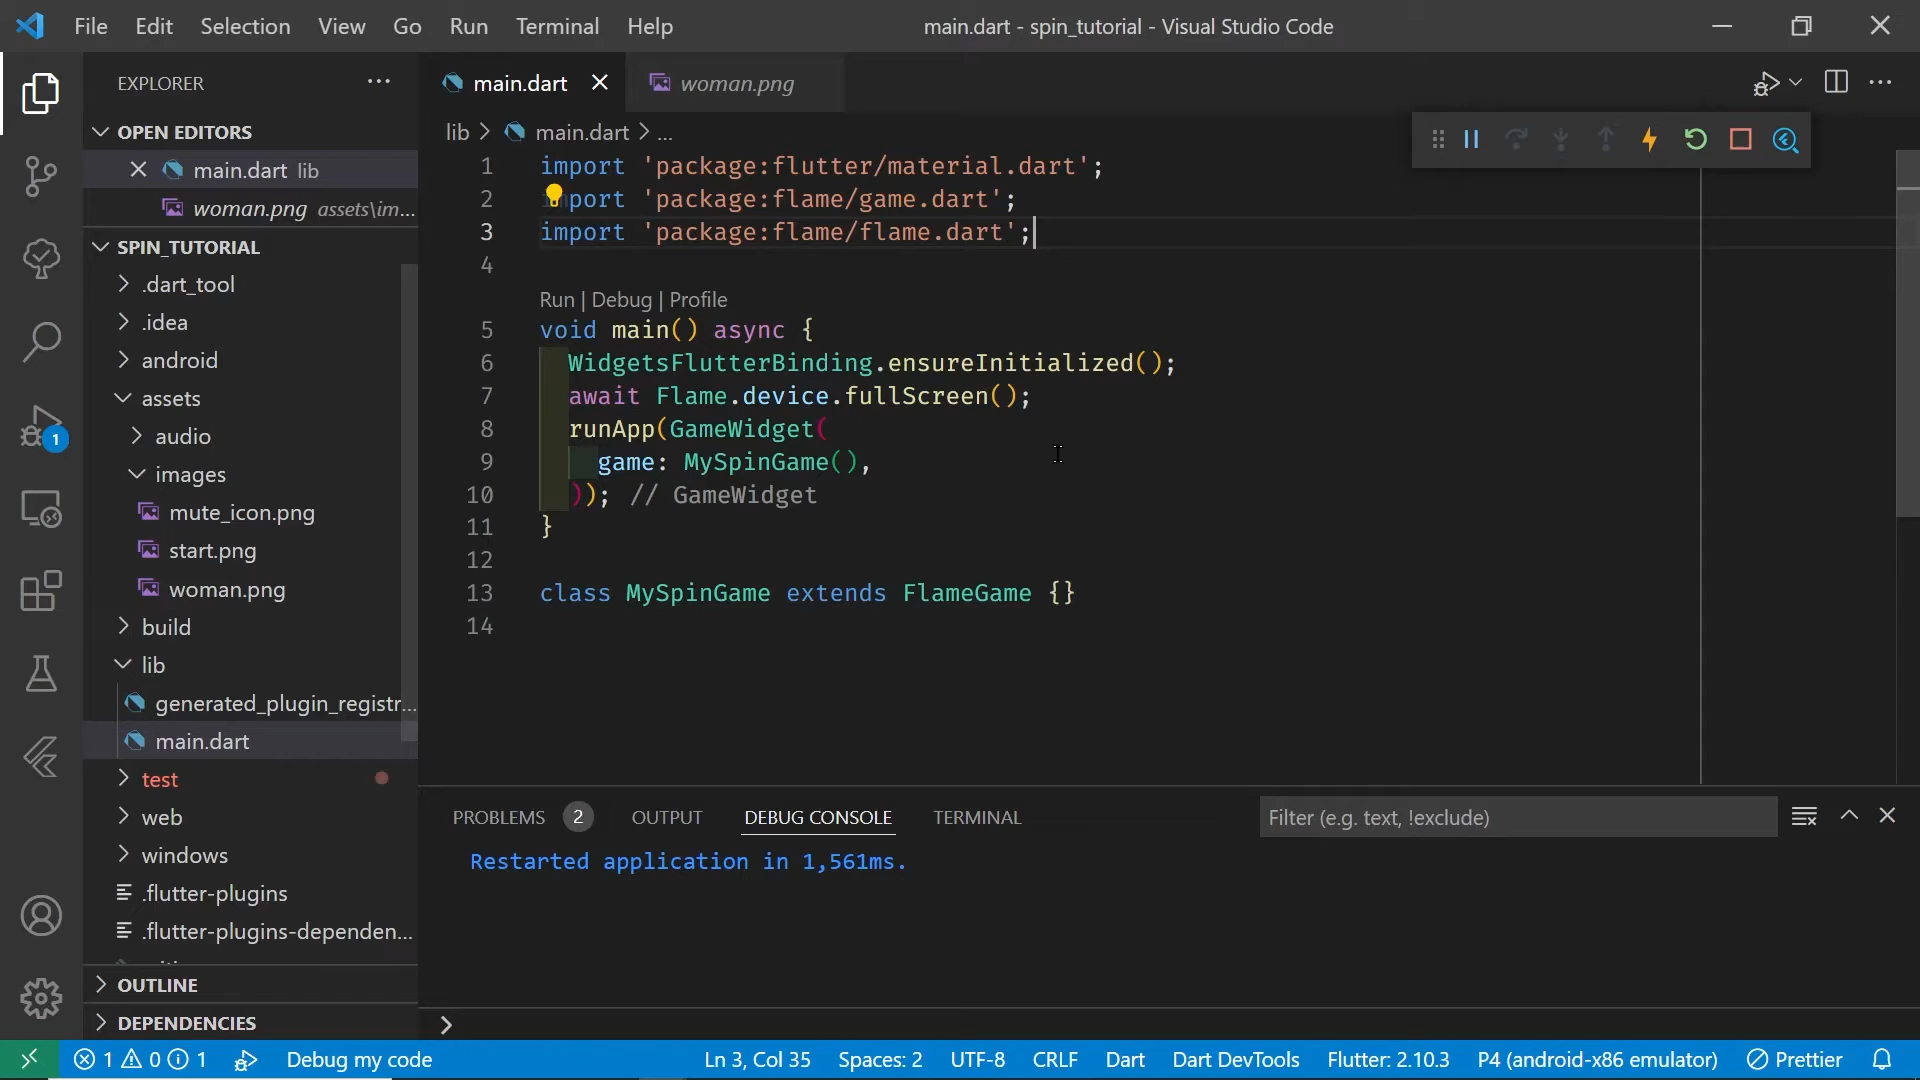 File Edit Selection View Go Run Terminal Help
main.dart - spin_tutorial - Visual Studio Code
EXPLORER
OPEN EDITORS
main.dart lib
woman.png assets\im...
SPIN_TUTORIAL
.dart_tool
.idea
android
assets
audio
images
mute_icon.png
start.png
woman.png
build
lib
generated_plugin_registr...
main.dart
test
web
windows
.flutter-plugins
.flutter-plugins-dependen...
OUTLINE
DEPENDENCIES
1
main.dart
woman.png
lib > main.dart > ...
1 import 'package:flutter/material.dart';
2 import 'package:flame/game.dart';
3 import 'package:flame/flame.dart';
4
Run | Debug | Profile
5 void main() async {
6 WidgetsFlutterBinding.ensureInitialized();
7 await Flame.device.fullScreen();
8 runApp(GameWidget(
9 game: MySpinGame(),
10 )); // GameWidget
11 }
12
13 class MySpinGame extends FlameGame {}
14
PROBLEMS 2 OUTPUT DEBUG CONSOLE TERMINAL
Filter (e.g. text, !exclude)
Restarted application in 1,561ms.
1 0 1 Debug my code Ln 3, Col 35 Spaces: 2 UTF-8 CRLF Dart Dart DevTools Flutter: 2.10.3 P4 (android-x86 emulator) Prettier